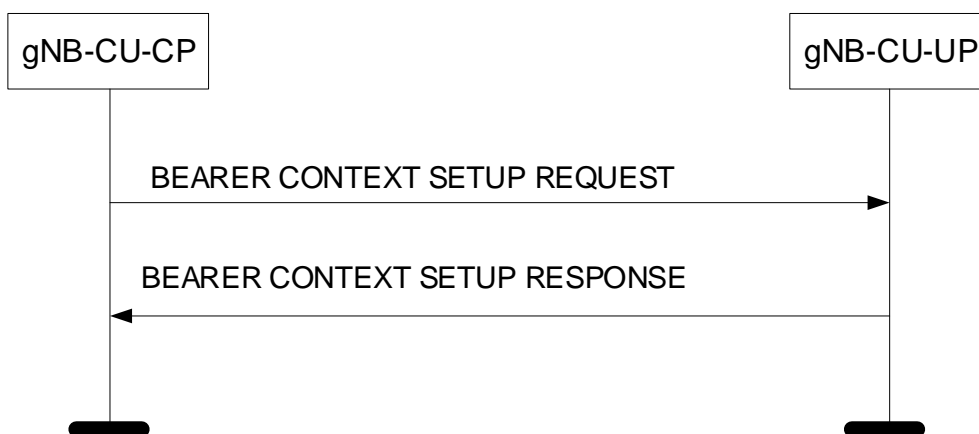 gNB-CU-CP
gNB-CU-UP
BEARER CONTEXT SETUP REQUEST
BEARER CONTEXT SETUP RESPONSE